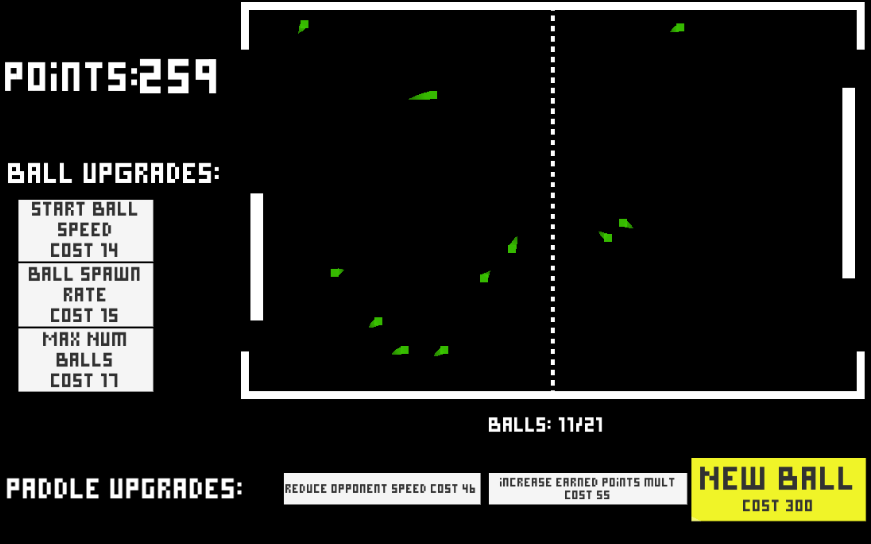 POINTS:259
BALL UPGRADES:
START BALL
SPEED
COST 14
BALL SPAWN
RATE
COST 15
MAX NUM
BALLS
COST 17
BALLS: 11/21
PADDLE UPGRADES:
REDUCE OPPONENT SPEED COST 46
INCREASE EARNED POINTS MULT
COST 55
NEW BALL
COST 300